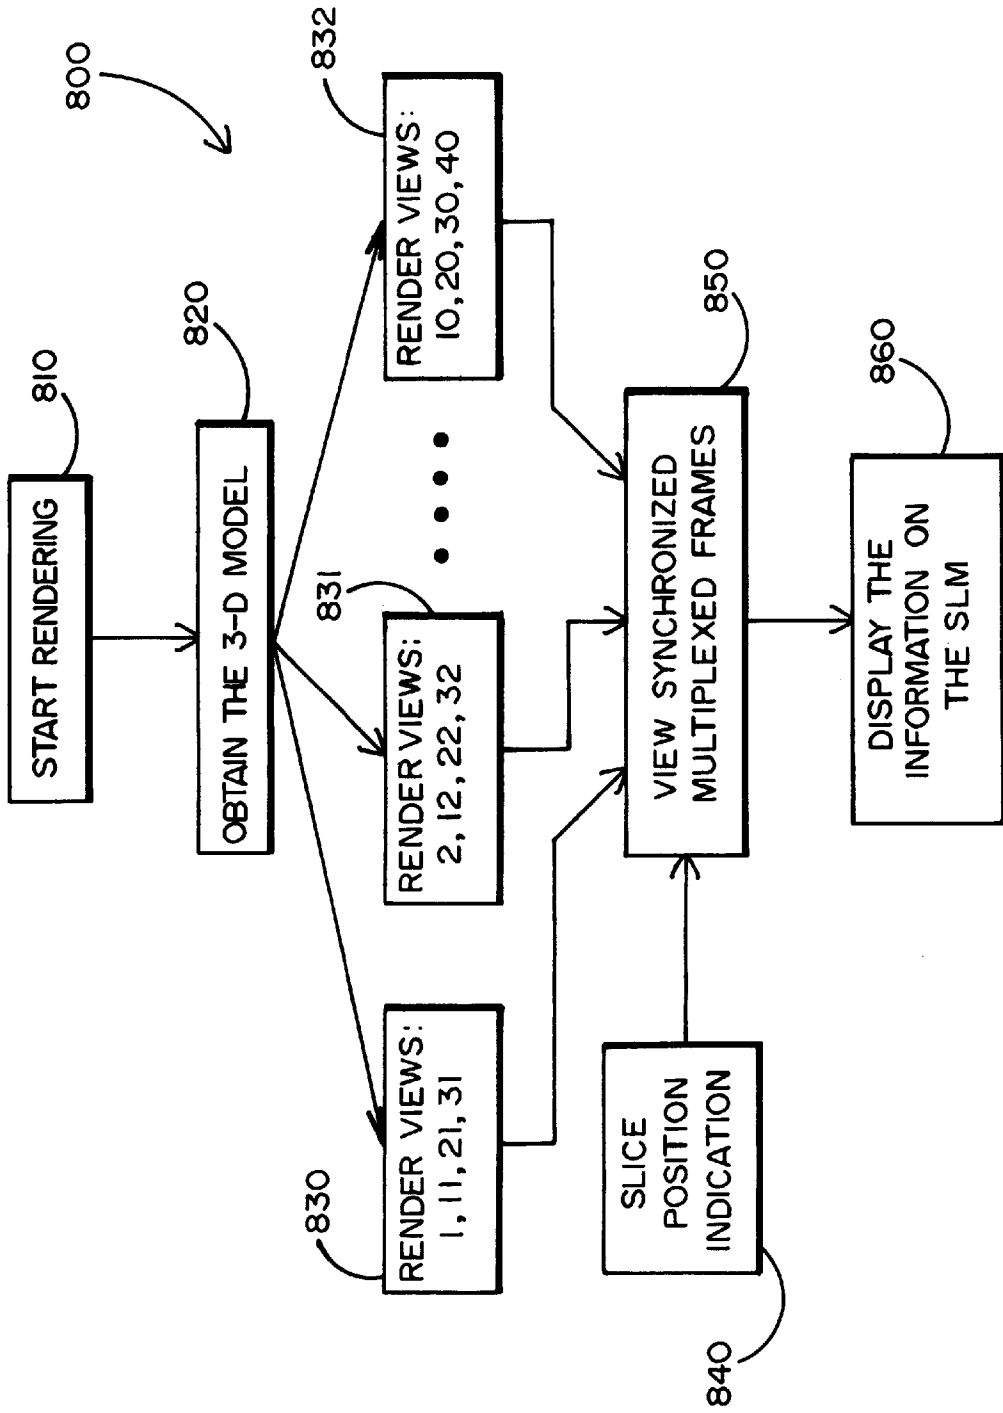 800
START RENDERING
810
OBTAIN THE 3-D MODEL
820
830
RENDER VIEWS:
1, 11, 21, 31
RENDER VIEWS:
2, 12, 22, 32
831
RENDER VIEWS:
10, 20, 30, 40
832
SLICE
POSITION
INDICATION
840
VIEW SYNCHRONIZED
MULTIPLEXED FRAMES
850
DISPLAY THE
INFORMATION ON
THE SLM
860